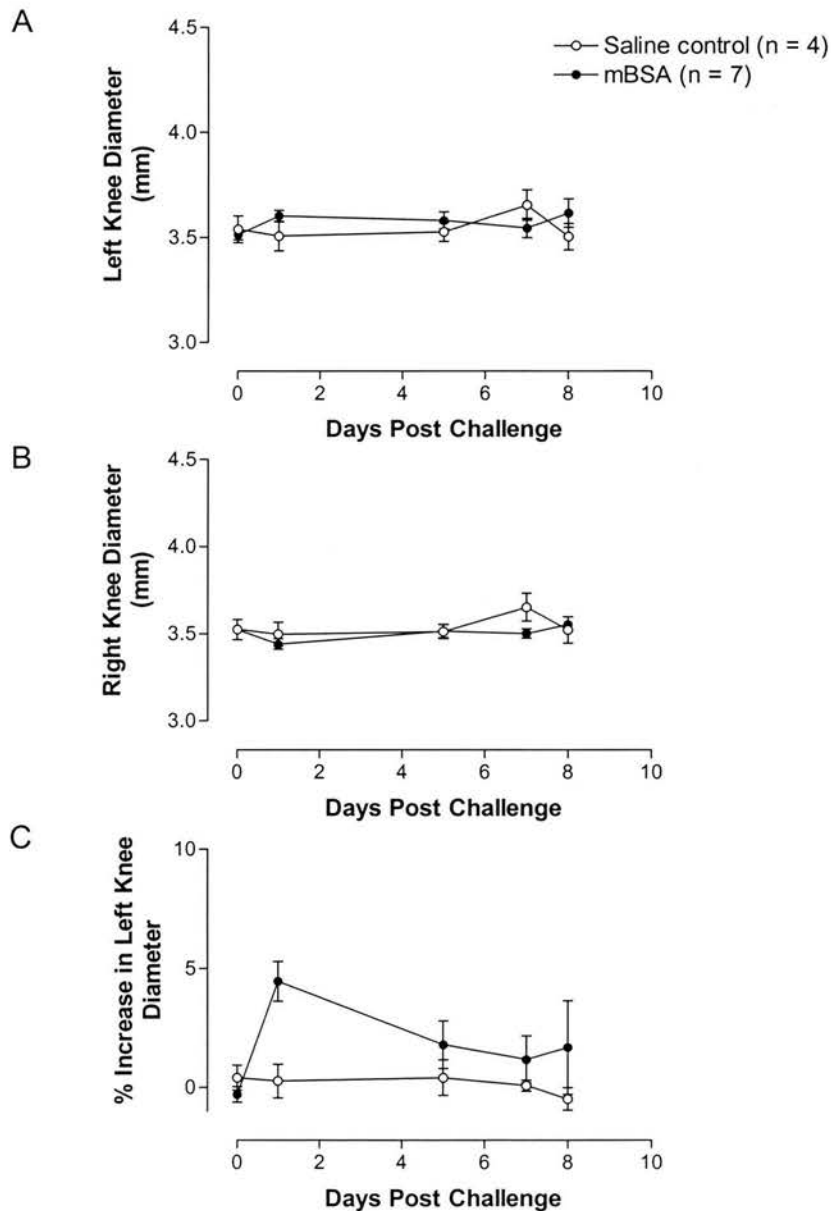 A
4.5
4.0
3.5
3.0
Left Knee Diameter
(mm)
Saline control (n = 4)
mBSA (n = 7)
0 2 4 6 8 10
Days Post Challenge
B
4.5
4.0
3.5
3.0
Right Knee Diameter
(mm)
0 2 4 6 8 10
Days Post Challenge
C
10
5
0
% Increase in Left Knee
Diameter
0 2 4 6 8 10
Days Post Challenge